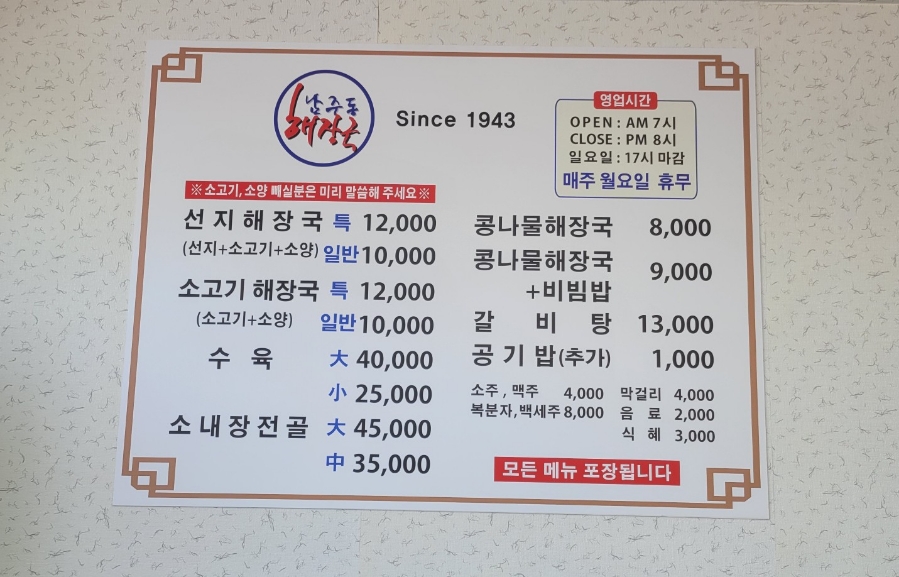 남주동
해장국
Since 1943
영업시간
OPEN : AM 7시
CLOSE : PM 8시
일요일 : 17시 마감
매주 월요일 휴무
※ 소고기, 소양 빼실분은 미리 말씀해 주세요 ※
선지해장국 특 12,000
(선지+소고기+소양) 일반 10,000
소고기 해장국 특 12,000
(소고기+소양) 일반 10,000
수 육 大 40,000
小 25,000
소내장전골 大 45,000
中 35,000
콩나물해장국 8,000
콩나물해장국
+비빔밥 9,000
갈 비 탕 13,000
공기밥(추가) 1,000
소주, 맥주 4,000 막걸리 4,000
복분자,백세주 8,000 음 료 2,000
식 혜 3,000
모든 메뉴 포장됩니다